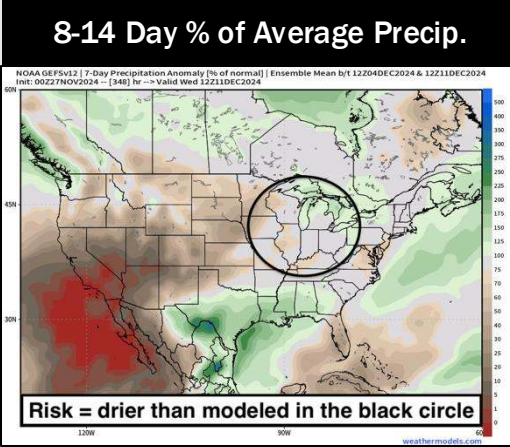 8-14 Day % of Average Precip.
NOAA GEFSv12 | 7-Day Precipitation Anomaly [% of normal] | Ensemble Mean b/t 12Z04DEC2024 & 12Z11DEC2024
Init: 00Z27NOV2024 -- [348] hr --> Valid Wed 12Z11DEC2024
60N
45N
30N
500
400
350
300
275
250
225
200
175
150
125
100
75
70
60
50
40
30
20
10
5
1
0
Risk = drier than modeled in the black circle
120W
90W
60
weathermodels.com